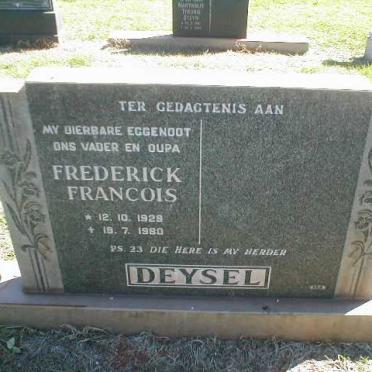 TER GEDAGTENIS AAN
MY DIERBARE EGGENOOT
ONS VADER EN OUPA
FREDERICK
FRANCOIS
* 12. 10. 1928
+ 19. 7. 1980
PS. 23 DIE HERE IS MY HERDER
DEYSEL